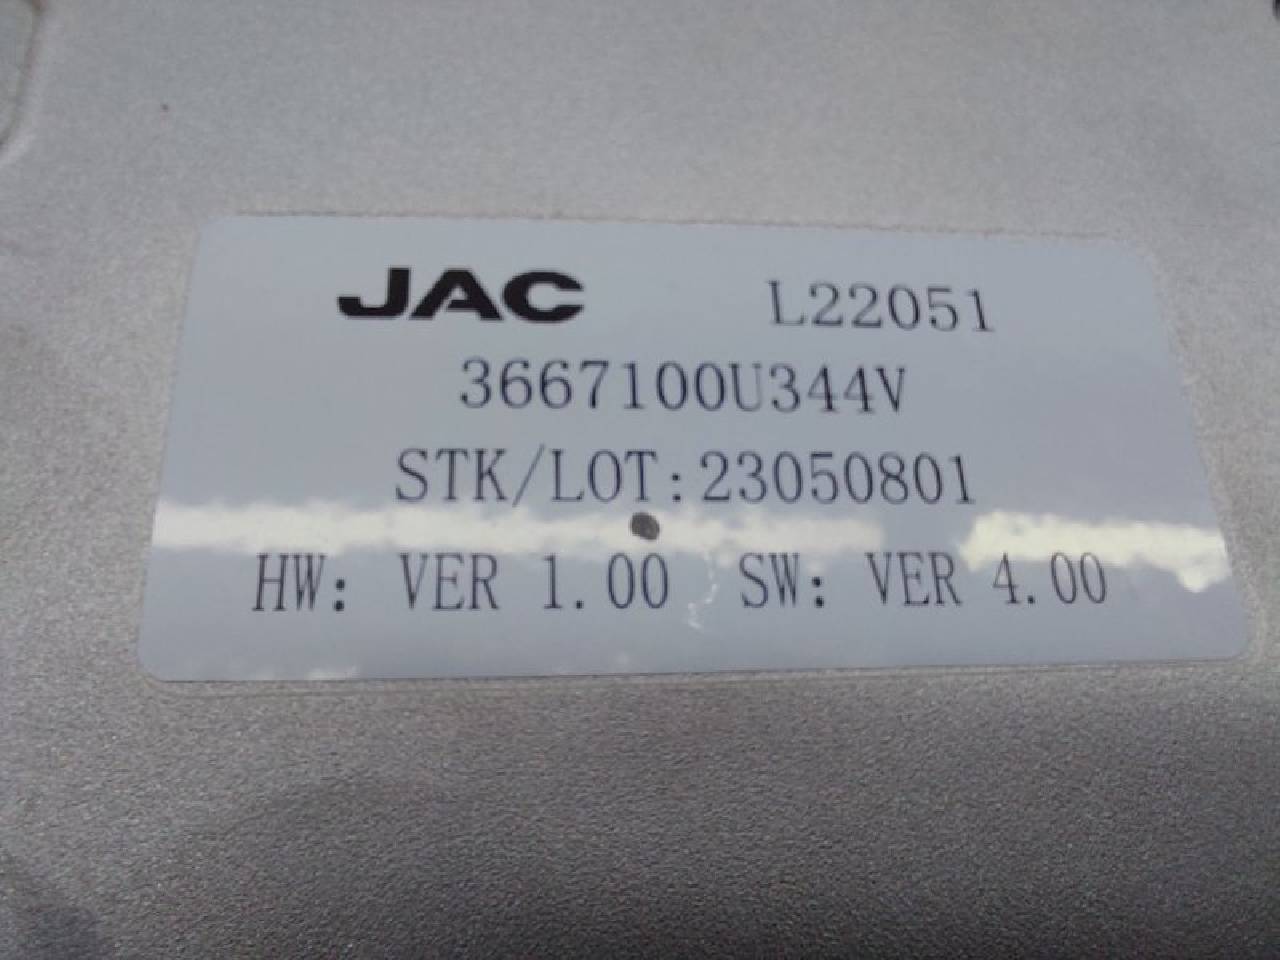 JAC L22051
3667100U344V
STK/LOT:23050801
HW: VER 1.00 SW: VER 4.00